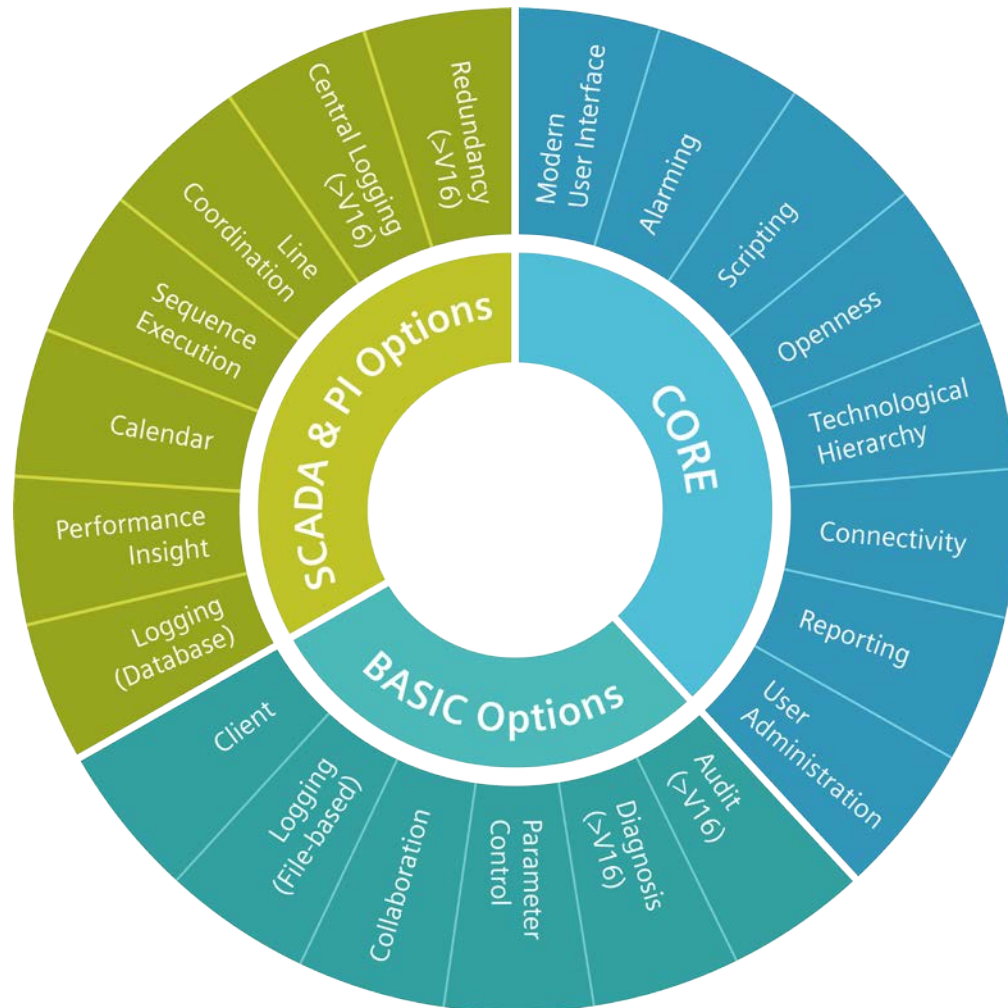 CORE
Modern
User Interface
Alarming
Scripting
Openness
Technological
Hierarchy
Connectivity
Reporting
User
Administration
BASIC Options
Audit
(>V16)
Diagnosis
(>V16)
Parameter
Control
Collaboration
Logging
(File-based)
Client
SCADA & PI Options
Logging
(Database)
Performance
Insight
Calendar
Sequence
Execution
Line
Coordination
Central Logging
(>V16)
Redundancy
(>V16)